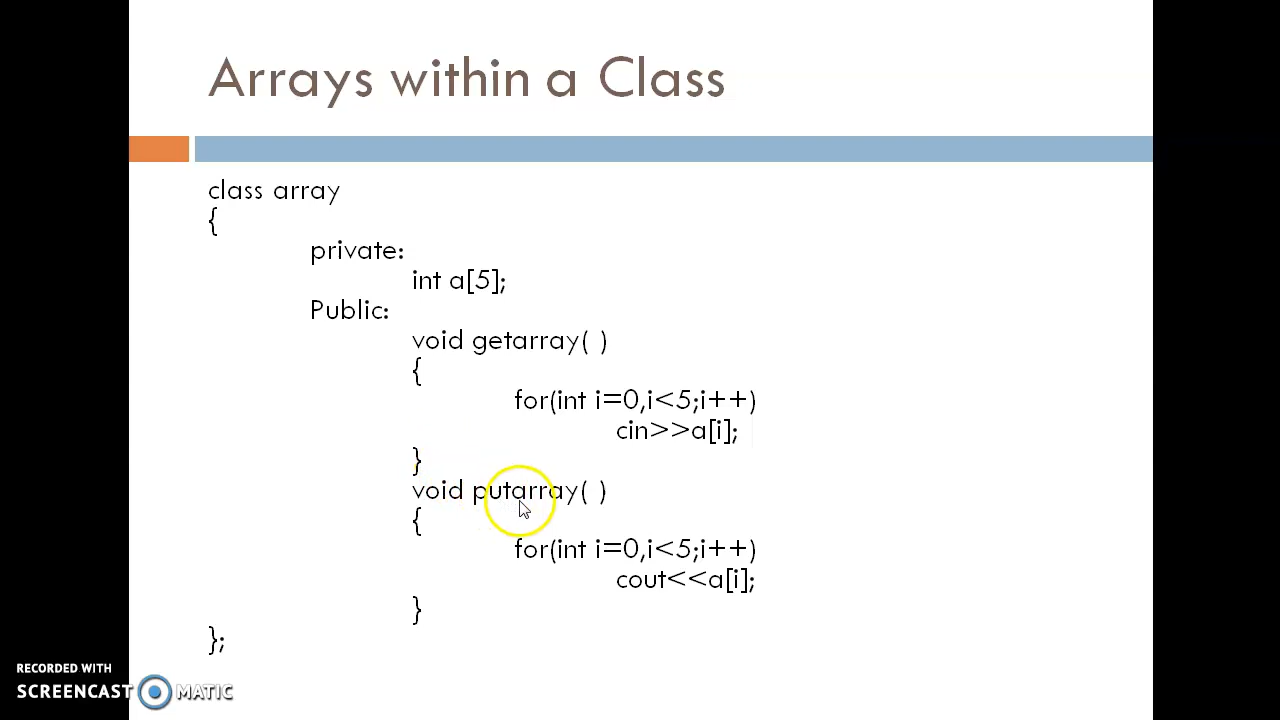 Arrays within a Class
class array
{
private:
int a[5];
Public:
void getarray( )
{
for(int i=0,i<5;i++)
cin>>a[i];
}
void putarray( )
{
for(int i=0,i<5;i++)
cout<<a[i];
}
};
RECORDED WITH
SCREENCAST MATIC